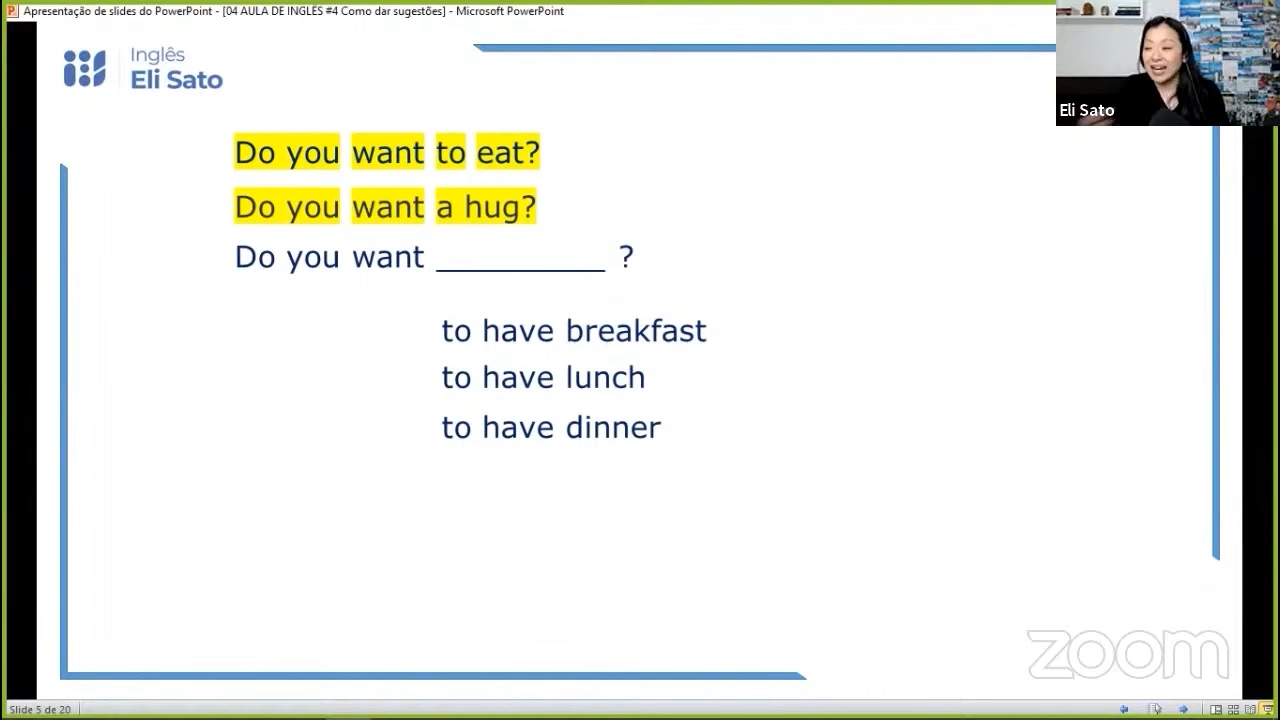 Apresentação de slides do PowerPoint - [04 AULA DE INGLÊS #4 Como dar sugestões] - Microsoft PowerPoint
Inglês
Eli Sato
Eli Sato
Do you want to eat?
Do you want a hug?
Do you want __________ ?
to have breakfast
to have lunch
to have dinner
zoom
Slide 5 de 20